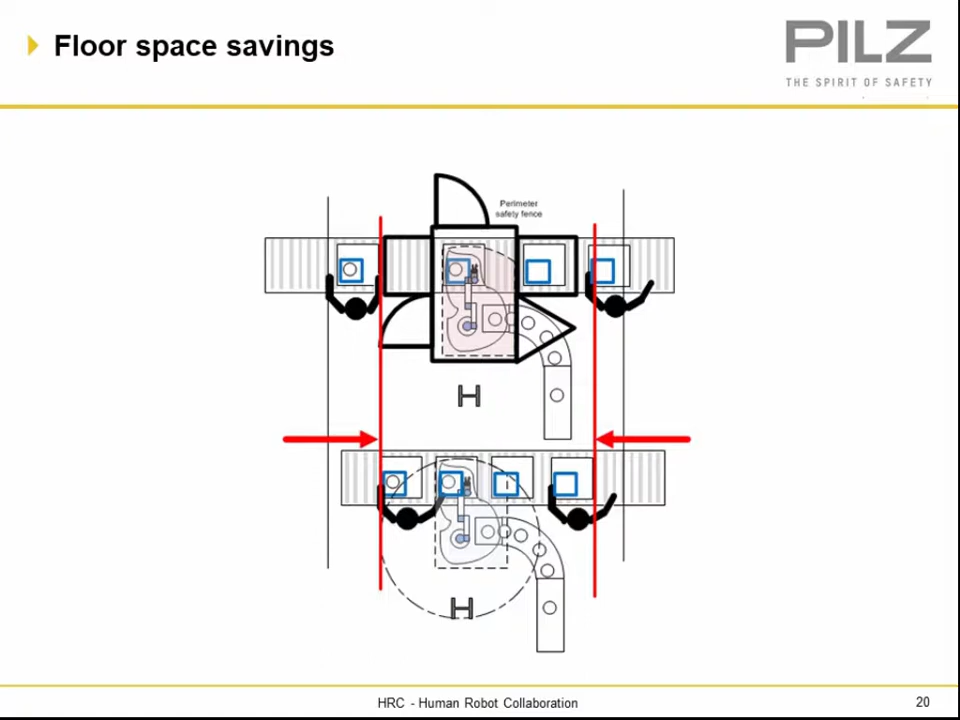 Floor space savings
PILZ
THE SPIRIT OF SAFETY
Perimeter
safety fence
HRC - Human Robot Collaboration
20